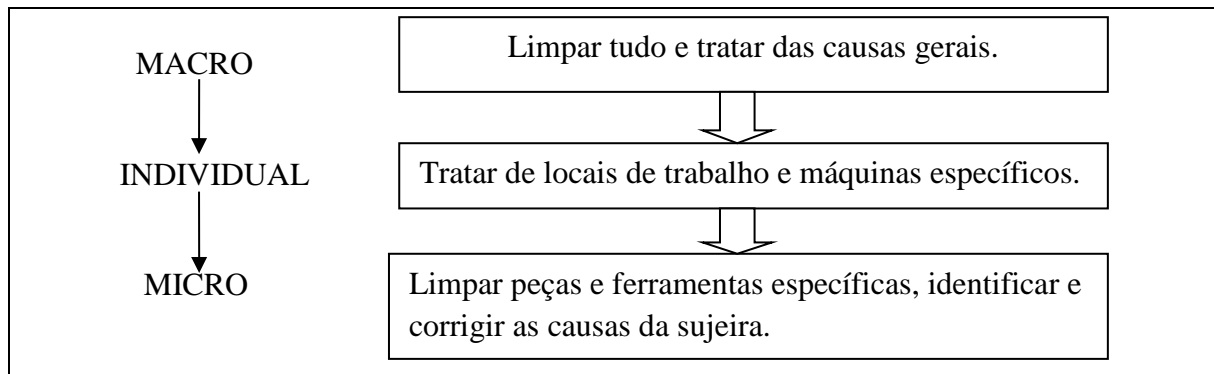 MACRO
Limpar tudo e tratar das causas gerais.
INDIVIDUAL
Tratar de locais de trabalho e máquinas específicos.
MICRO
Limpar peças e ferramentas específicas, identificar e
corrigir as causas da sujeira.